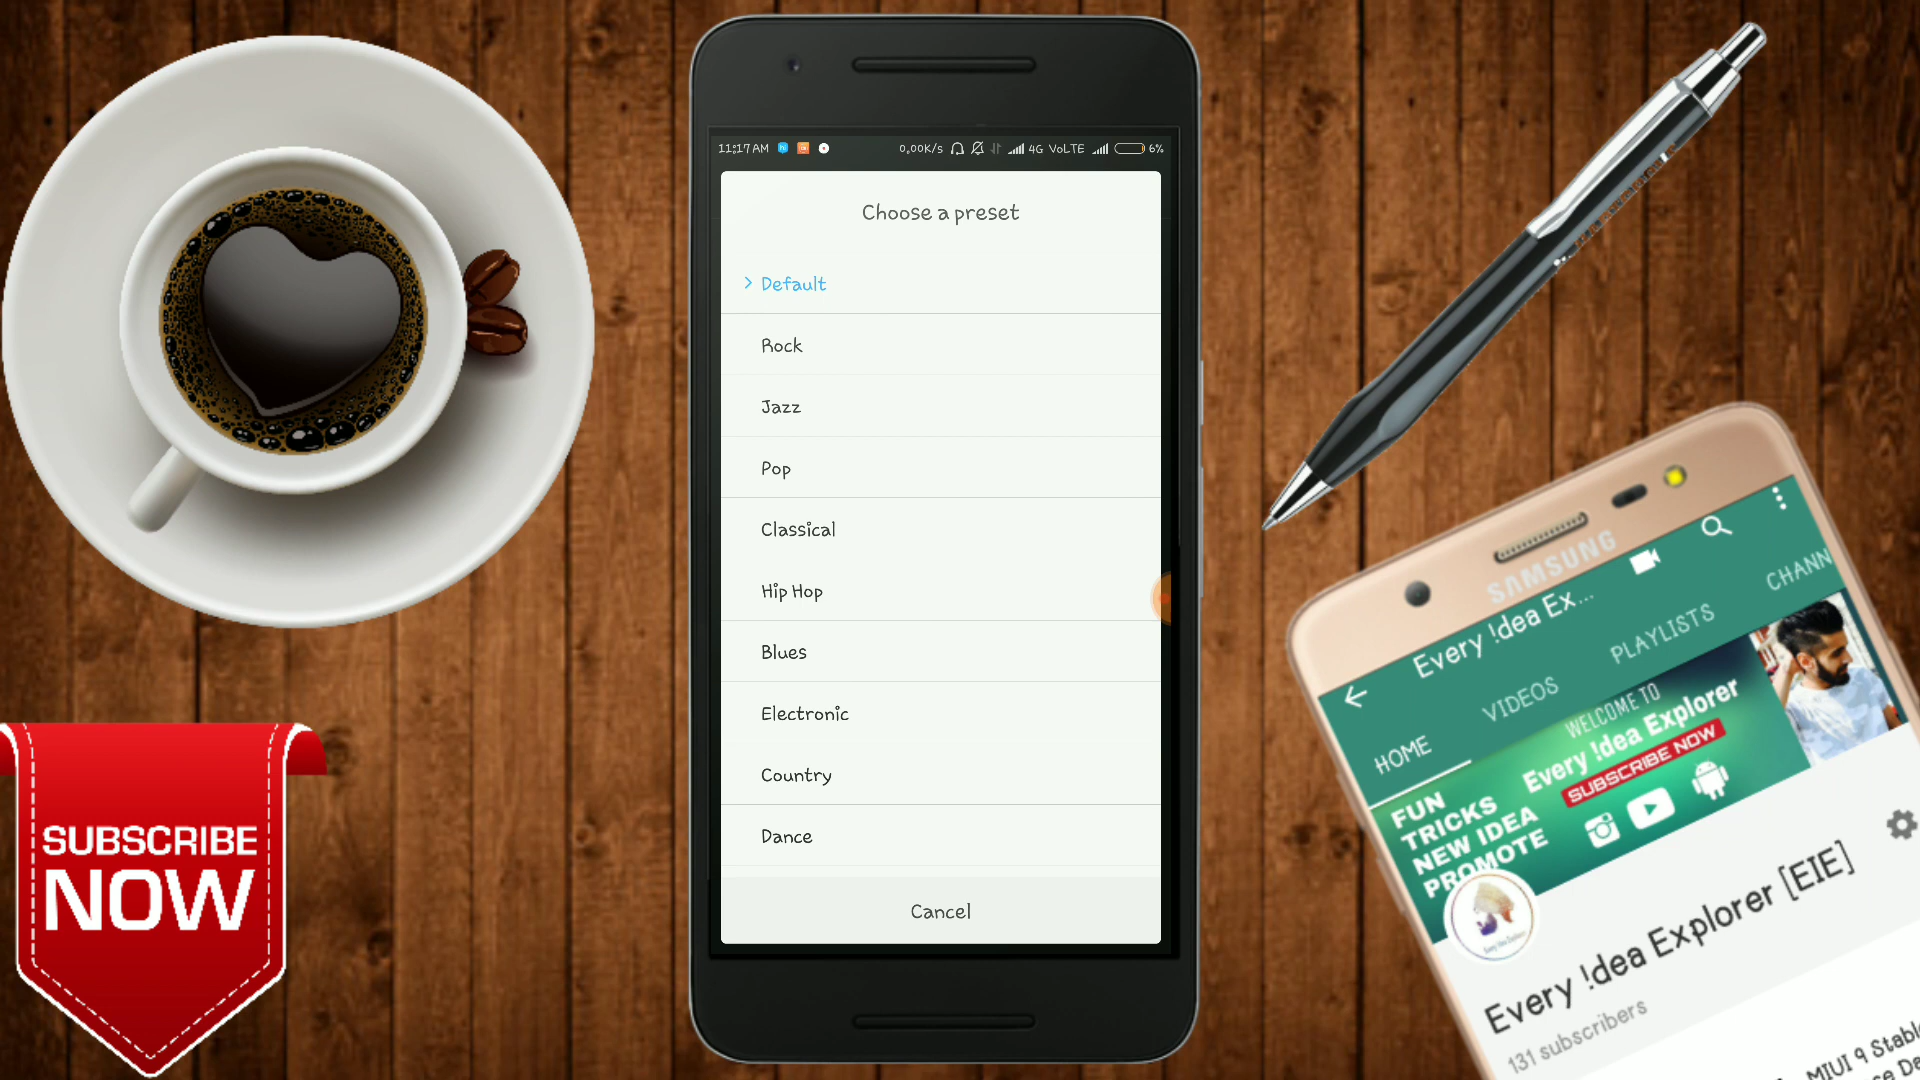 11:17 AM
0.00K/s
4G VoLTE
6%
Choose a preset
Default
Rock
Jazz
Pop
Classical
Hip Hop
Blues
Electronic
Country
Dance
Cancel
SUBSCRIBE
NOW
SAMSUNG
Every !dea Ex...
HOME
VIDEOS
PLAYLISTS
CHANN
WELCOME TO
Every !dea Explorer
SUBSCRIBE NOW
FUN
TRICKS
NEW IDEA
PROMOTE
Every !dea Explorer [EIE]
131 subscribers
MIUI 9 Stable